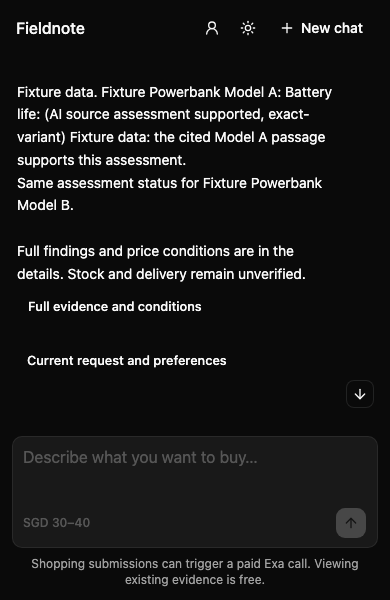 Fieldnote
New chat
Fixture data. Fixture Powerbank Model A: Battery
life: (AI source assessment supported, exact-
variant) Fixture data: the cited Model A passage
supports this assessment.
Same assessment status for Fixture Powerbank
Model B.
Full findings and price conditions are in the
details. Stock and delivery remain unverified.
Full evidence and conditions
Current request and preferences
Describe what you want to buy...
SGD 30–40
Shopping submissions can trigger a paid Exa call. Viewing
existing evidence is free.